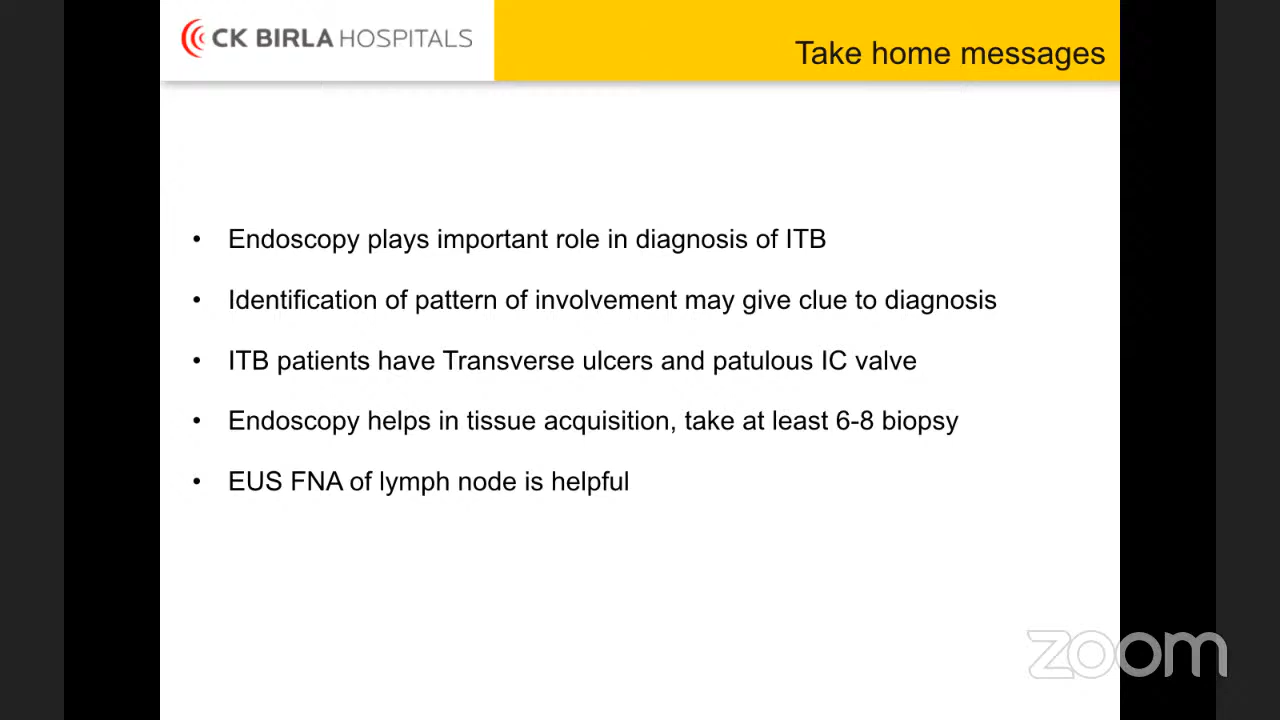 CK BIRLA HOSPITALS
Take home messages
• Endoscopy plays important role in diagnosis of ITB
• Identification of pattern of involvement may give clue to diagnosis
• ITB patients have Transverse ulcers and patulous IC valve
• Endoscopy helps in tissue acquisition, take at least 6-8 biopsy
• EUS FNA of lymph node is helpful
zoom